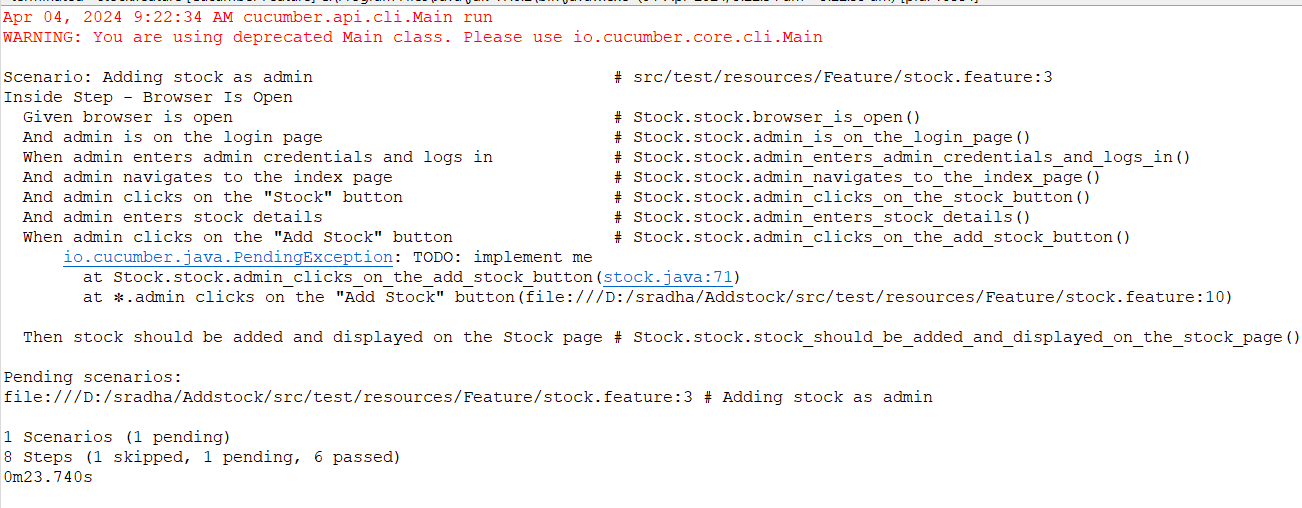 Apr 04, 2024 9:22:34 AM cucumber.api.cli.Main run
WARNING: You are using deprecated Main class. Please use io.cucumber.core.cli.Main
Scenario: Adding stock as admin # src/test/resources/Feature/stock.feature:3
Inside Step - Browser Is Open
Given browser is open # Stock.stock.browser_is_open()
And admin is on the login page # Stock.stock.admin_is_on_the_login_page()
When admin enters admin credentials and logs in # Stock.stock.admin_enters_admin_credentials_and_logs_in()
And admin navigates to the index page # Stock.stock.admin_navigates_to_the_index_page()
And admin clicks on the "Stock" button # Stock.stock.admin_clicks_on_the_stock_button()
And admin enters stock details # Stock.stock.admin_enters_stock_details()
When admin clicks on the "Add Stock" button # Stock.stock.admin_clicks_on_the_add_stock_button()
io.cucumber.java.PendingException: TODO: implement me
at Stock.stock.admin_clicks_on_the_add_stock_button(stock.java:71)
at *.admin clicks on the "Add Stock" button(file:///D:/sradha/Addstock/src/test/resources/Feature/stock.feature:10)
Then stock should be added and displayed on the Stock page # Stock.stock.stock_should_be_added_and_displayed_on_the_stock_page()
Pending scenarios:
file:///D:/sradha/Addstock/src/test/resources/Feature/stock.feature:3 # Adding stock as admin
1 Scenarios (1 pending)
8 Steps (1 skipped, 1 pending, 6 passed)
0m23.740s